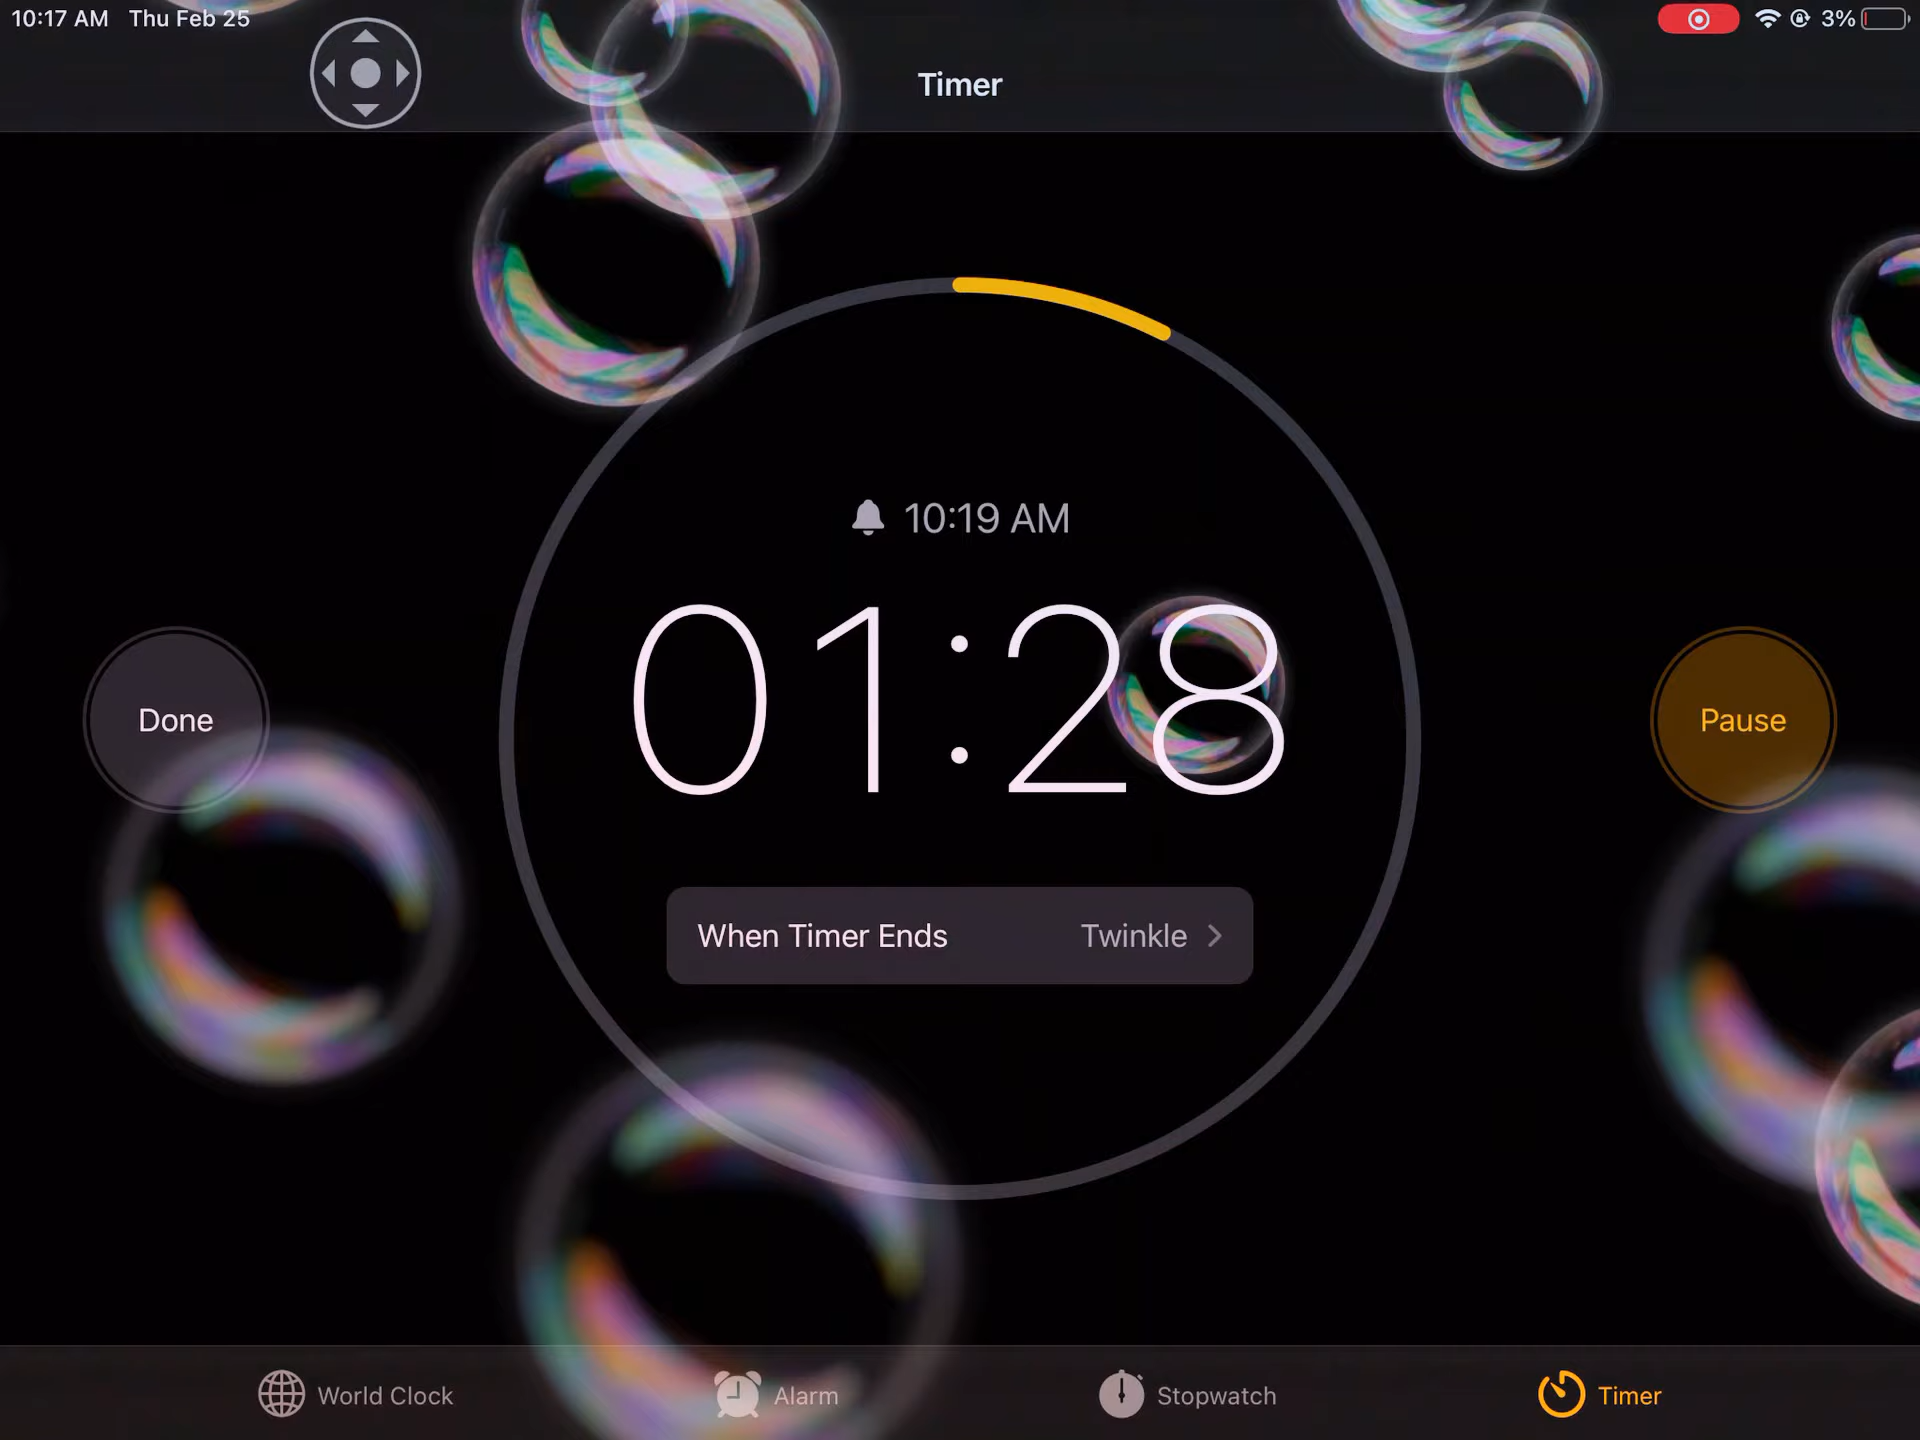 10:17 AM Thu Feb 25
3%
Timer
10:19 AM
01:28
Done
Pause
When Timer Ends Twinkle
World Clock
Alarm
Stopwatch
Timer